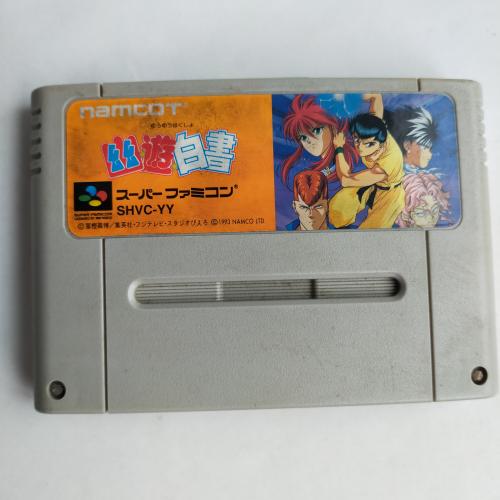 namcot
ゆうゆうはくしょ
幽遊白書
スーパーファミコン®
SHVC-YY
©冨樫義博/集英社・フジテレビ・スタジオぴえろ ©1993 NAMCO LTD.